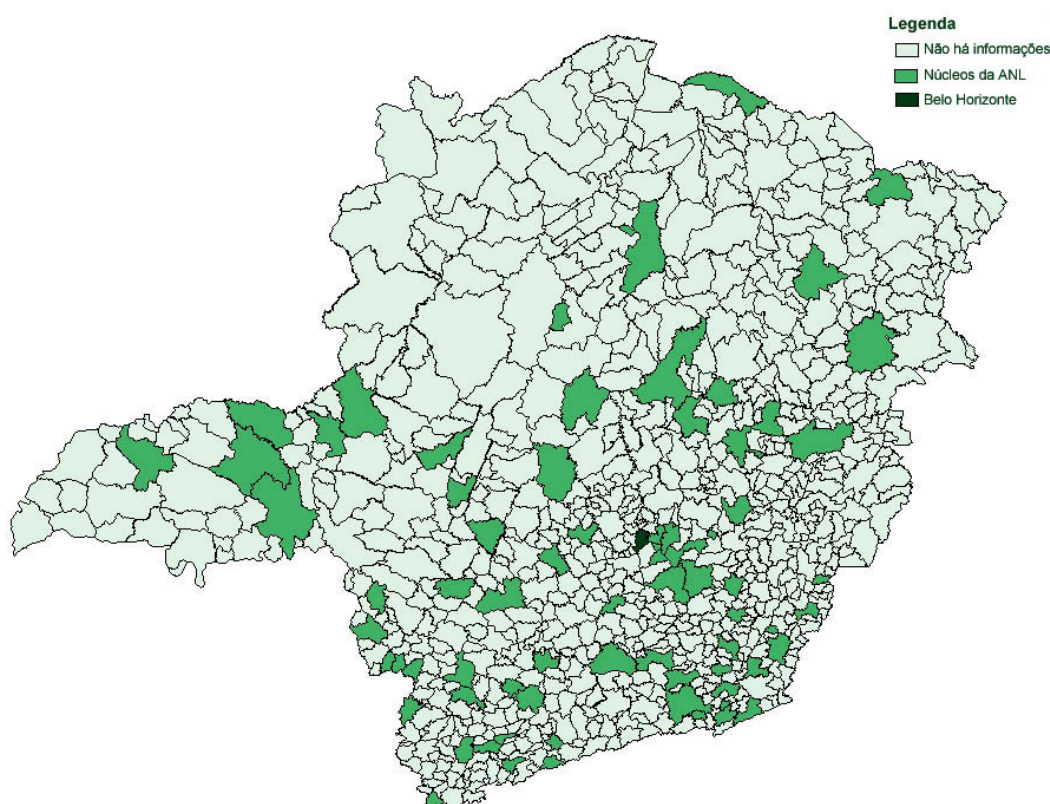 Legenda
Não há informações
Núcleos da ANL
Belo Horizonte